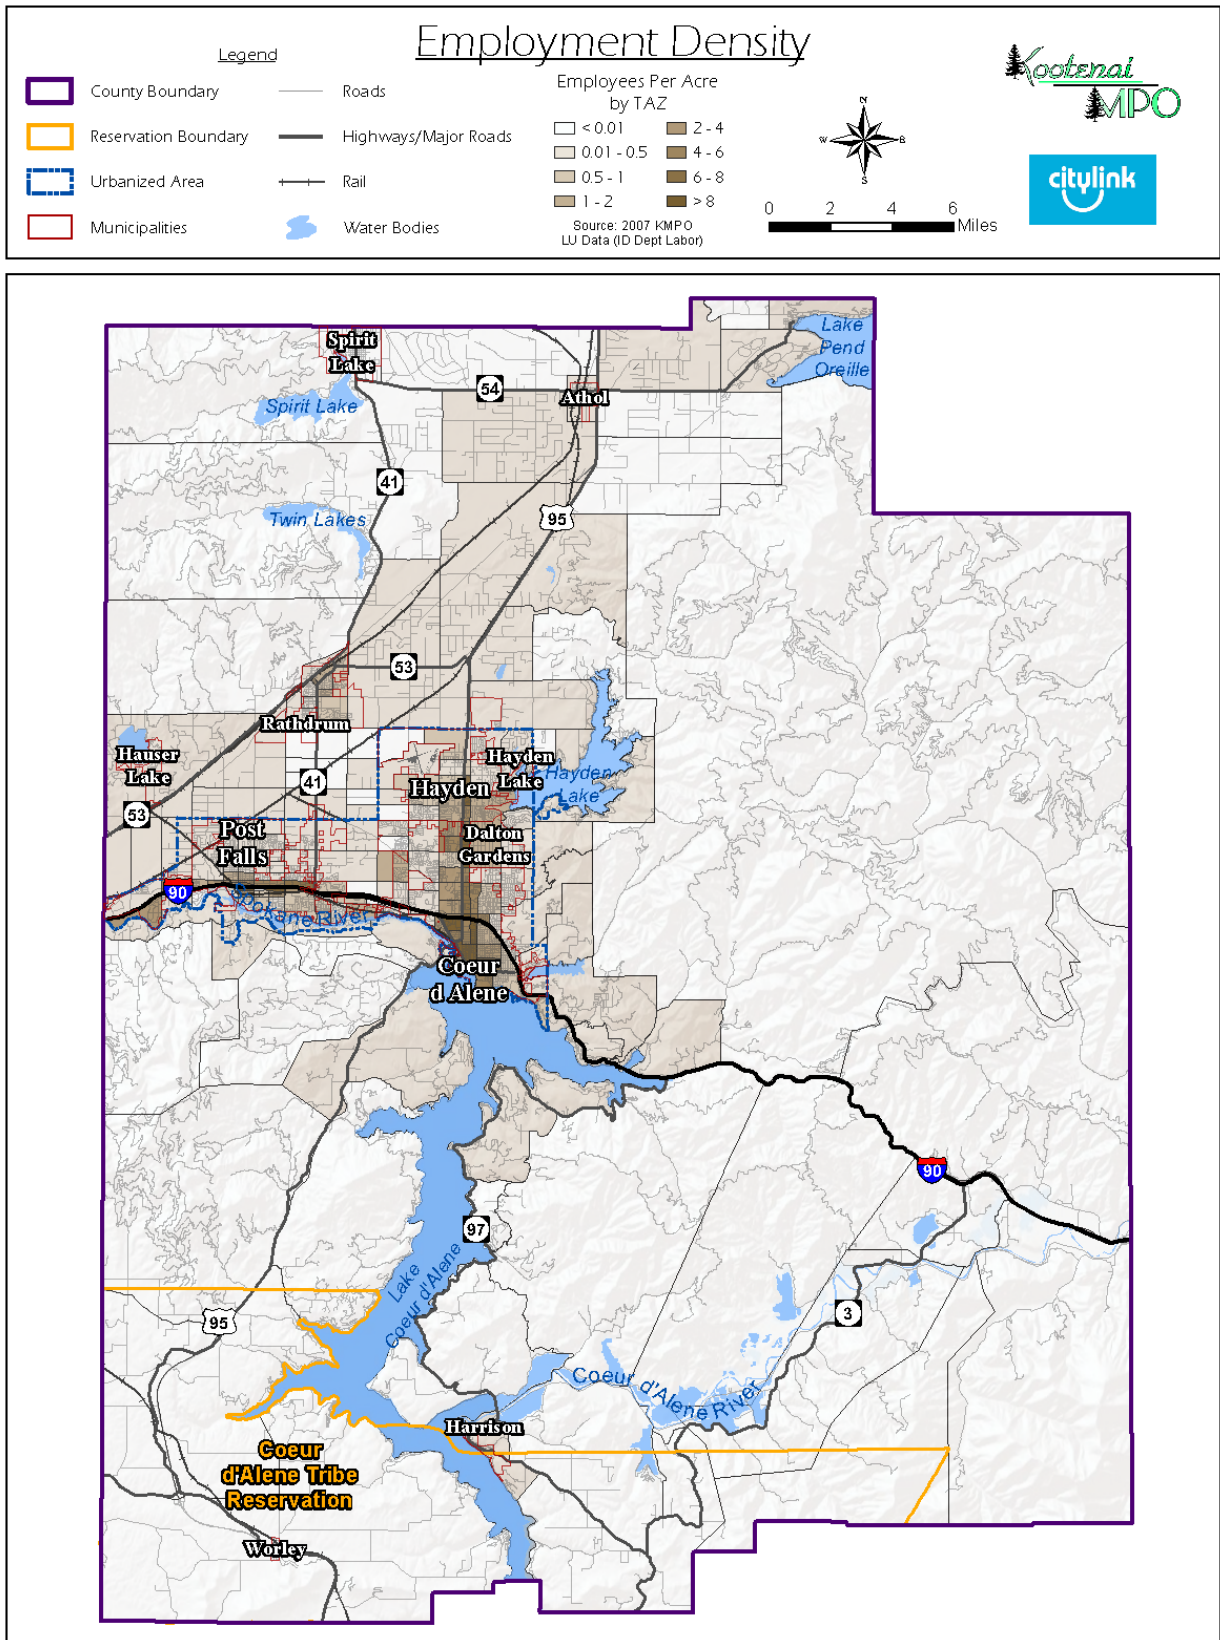 Employment Density
Legend
County Boundary
Reservation Boundary
Urbanized Area
Municipalities
Roads
Highways/Major Roads
Rail
Water Bodies
Employees Per Acre
by TAZ
< 0.01
0.01 - 0.5
0.5 - 1
1 - 2
2 - 4
4 - 6
6 - 8
> 8
Source: 2007 KMPO
LU Data (ID Dept Labor)
N
W
E
S
0 2 4 6
Miles
Kootenai
MPO
citylink
Spirit
Lake
Lake
Pend
Oreille
54
Athol
Spirit Lake
41
95
Twin Lakes
53
Rathdrum
Hauser
Lake
Hayden
Lake
Hayden
Lake
41
Hayden
53
Post
Falls
Dalton
Gardens
90
Spokane River
Coeur
d Alene
90
97
Lake
Coeur d'Alene
95
3
Coeur d'Alene River
Harrison
Coeur
d'Alene Tribe
Reservation
Worley